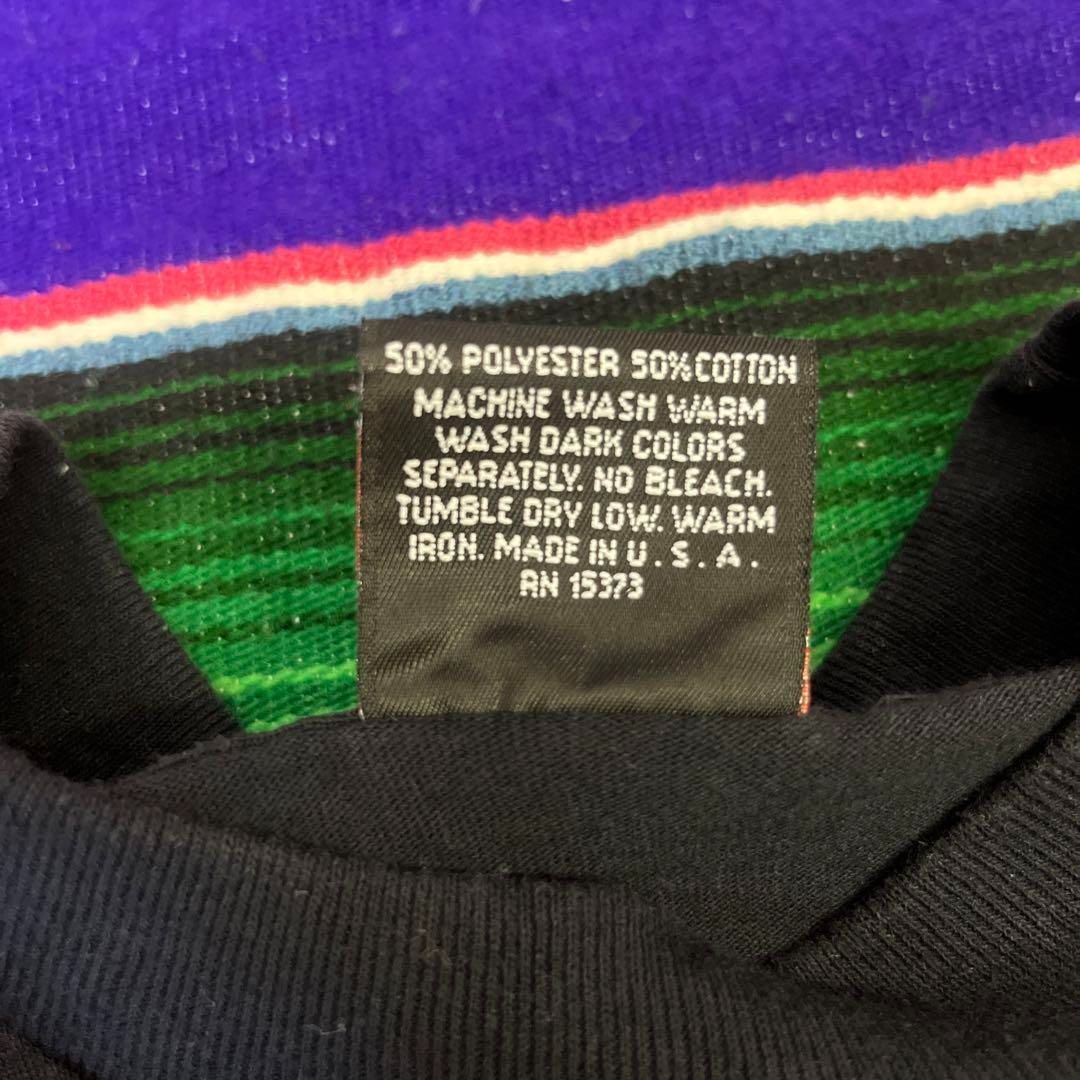 50% POLYESTER 50% COTTON
MACHINE WASH WARM
WASH DARK COLORS
SEPARATELY. NO BLEACH.
TUMBLE DRY LOW. WARM
IRON. MADE IN U.S.A.
RN 15373